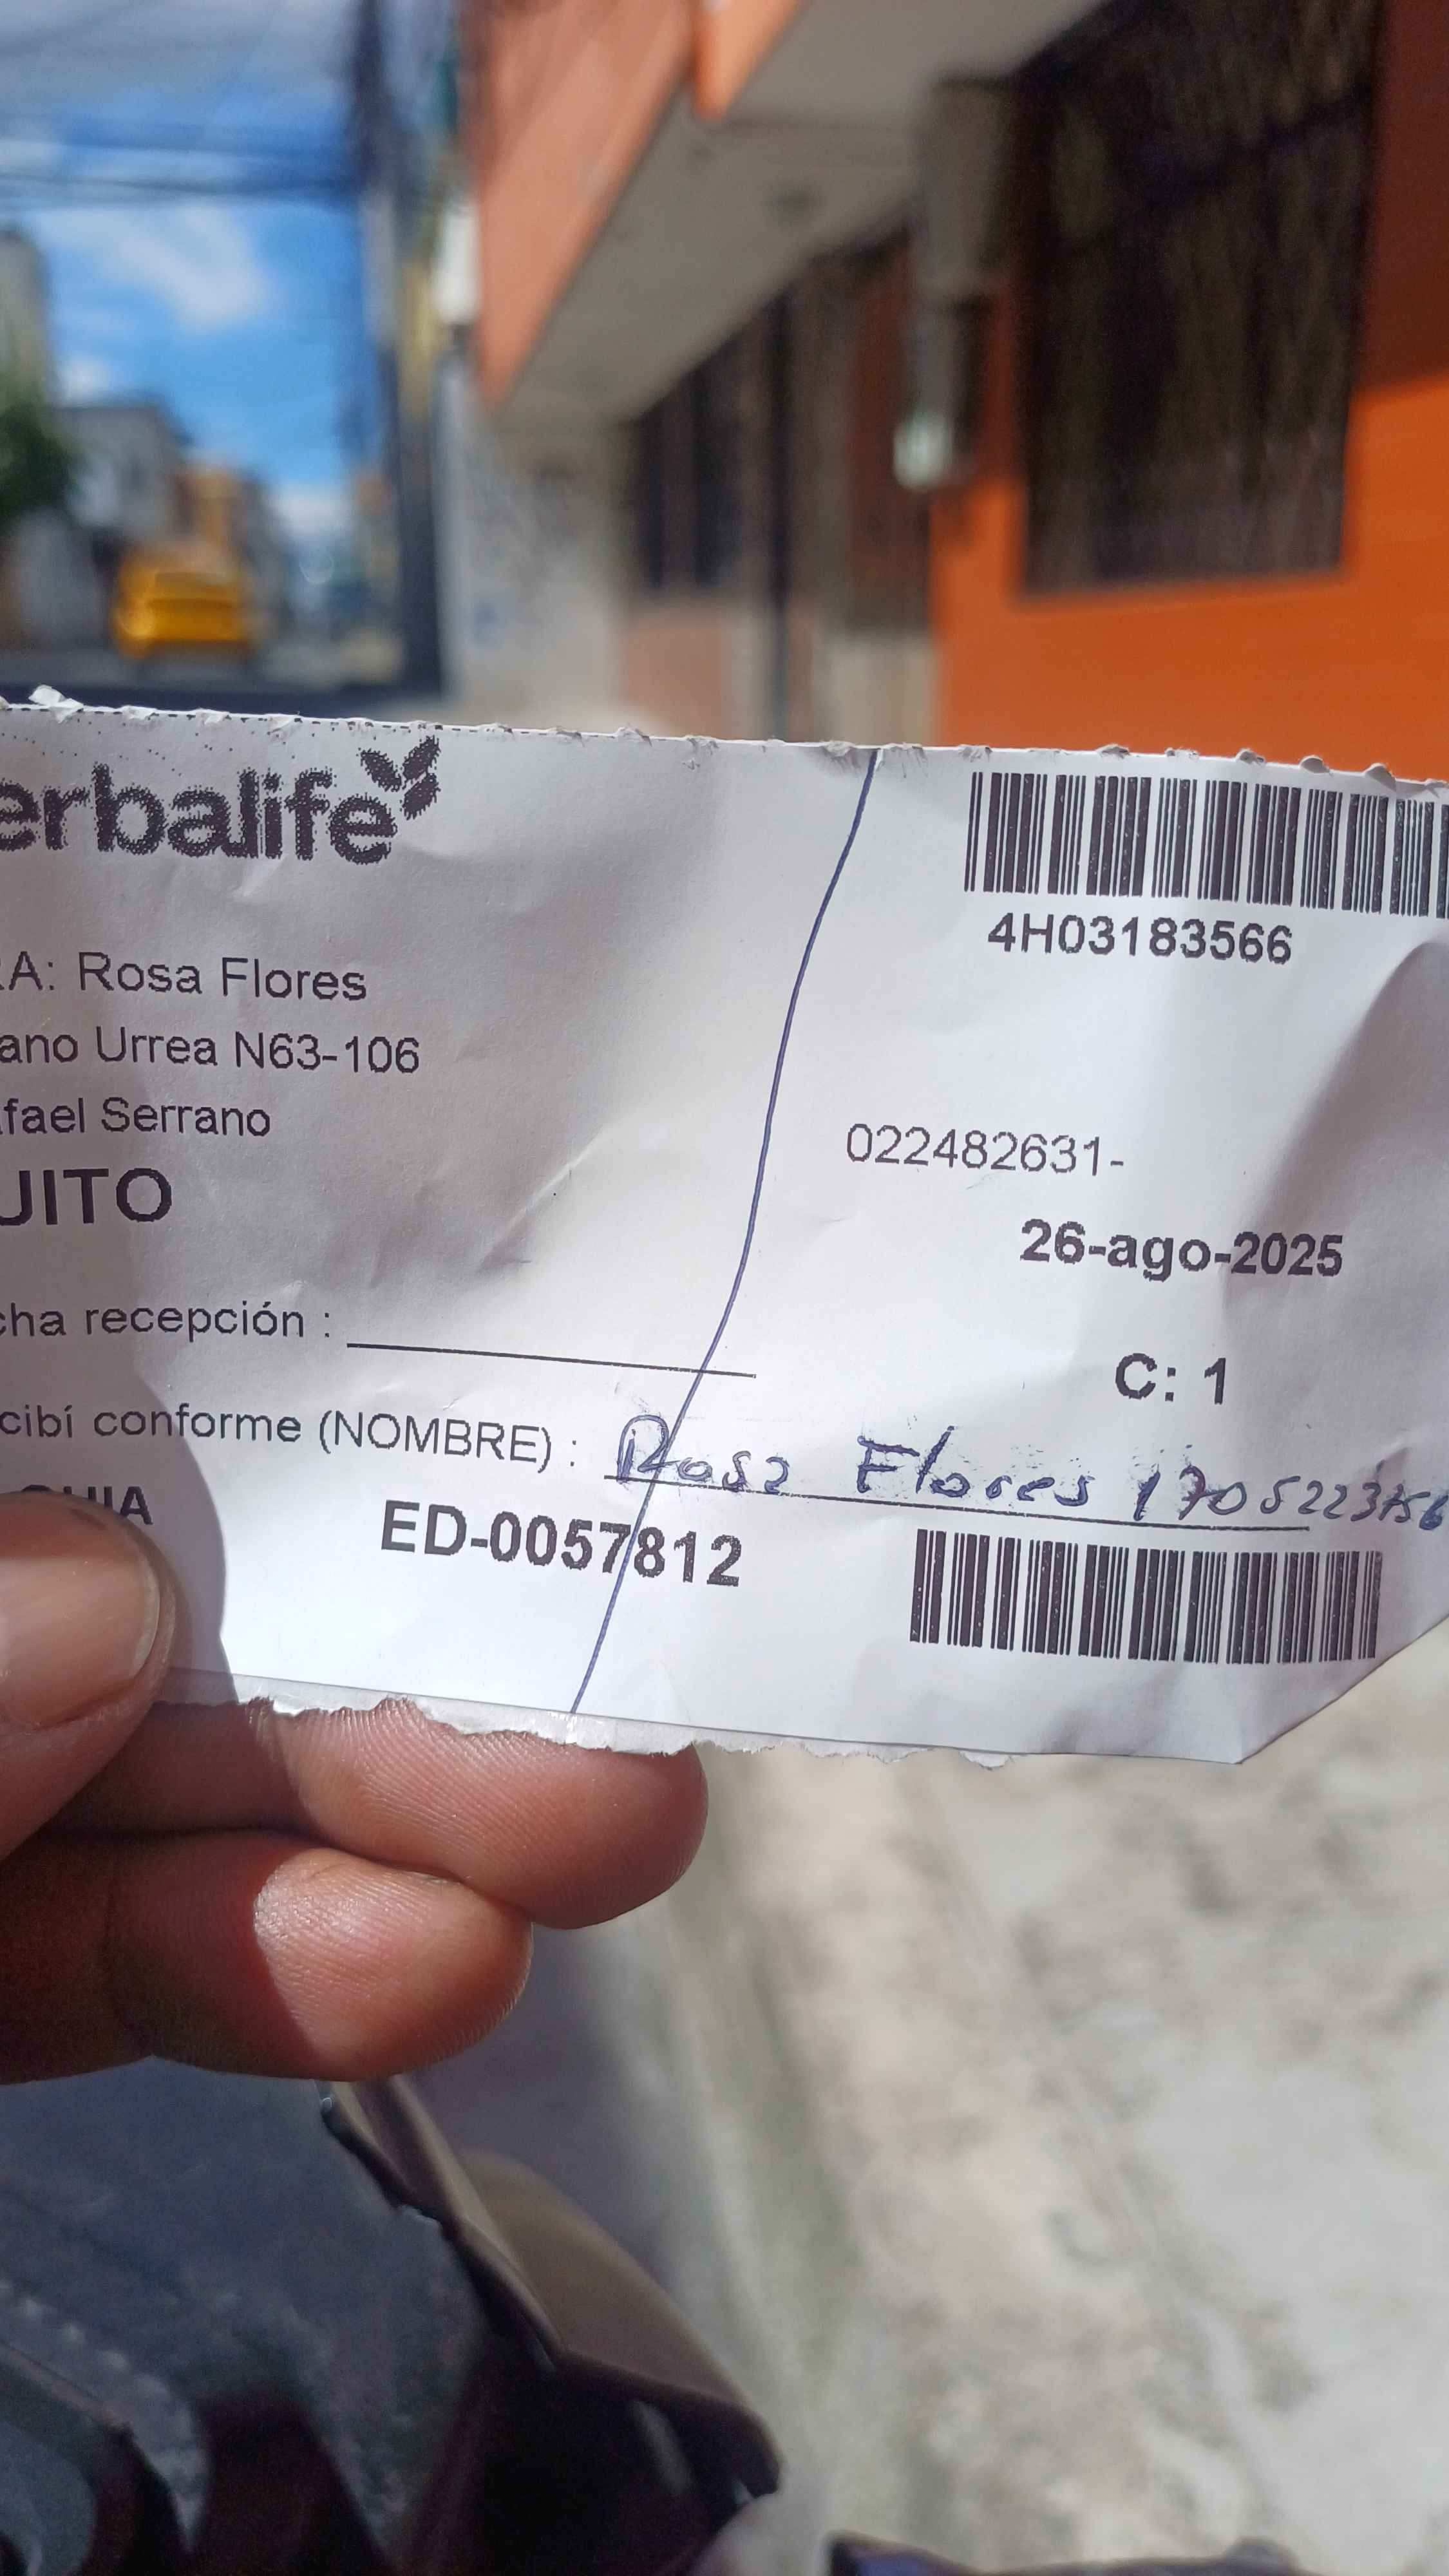 erbalife
4H03183566
A: Rosa Flores
ano Urrea N63-106
fael Serrano
022482631-
UITO
26-ago-2025
cha recepción :
C: 1
cibí conforme (NOMBRE) : Rosa Flores
GUIA
ED-0057812